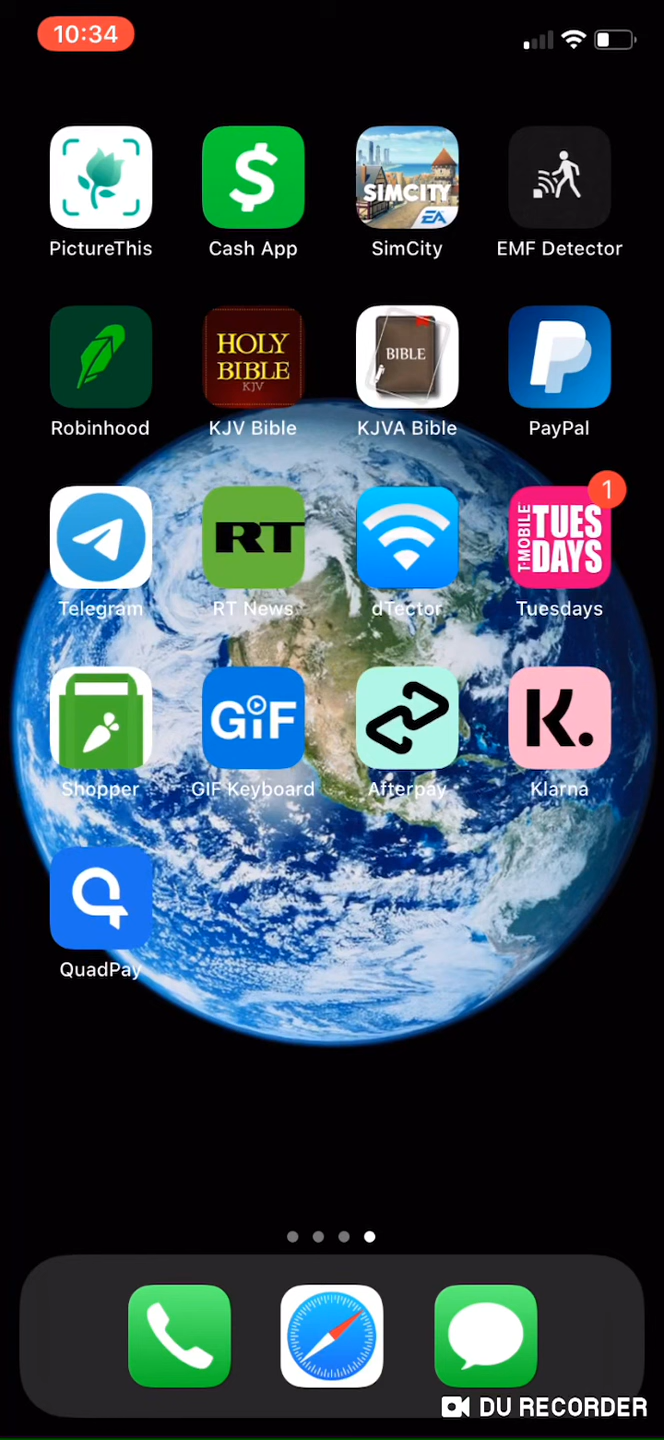 10:34
SIMCITY
EA
PictureThis
Cash App
SimCity
EMF Detector
HOLY
BIBLE
KJV
BIBLE
Robinhood
KJV Bible
KJVA Bible
PayPal
RT
T-MOBILE
TUES
DAYS
1
Telegram
RT News
dTector
Tuesdays
GIF
K.
Shopper
GIF Keyboard
Afterpay
Klarna
QuadPay
DU RECORDER